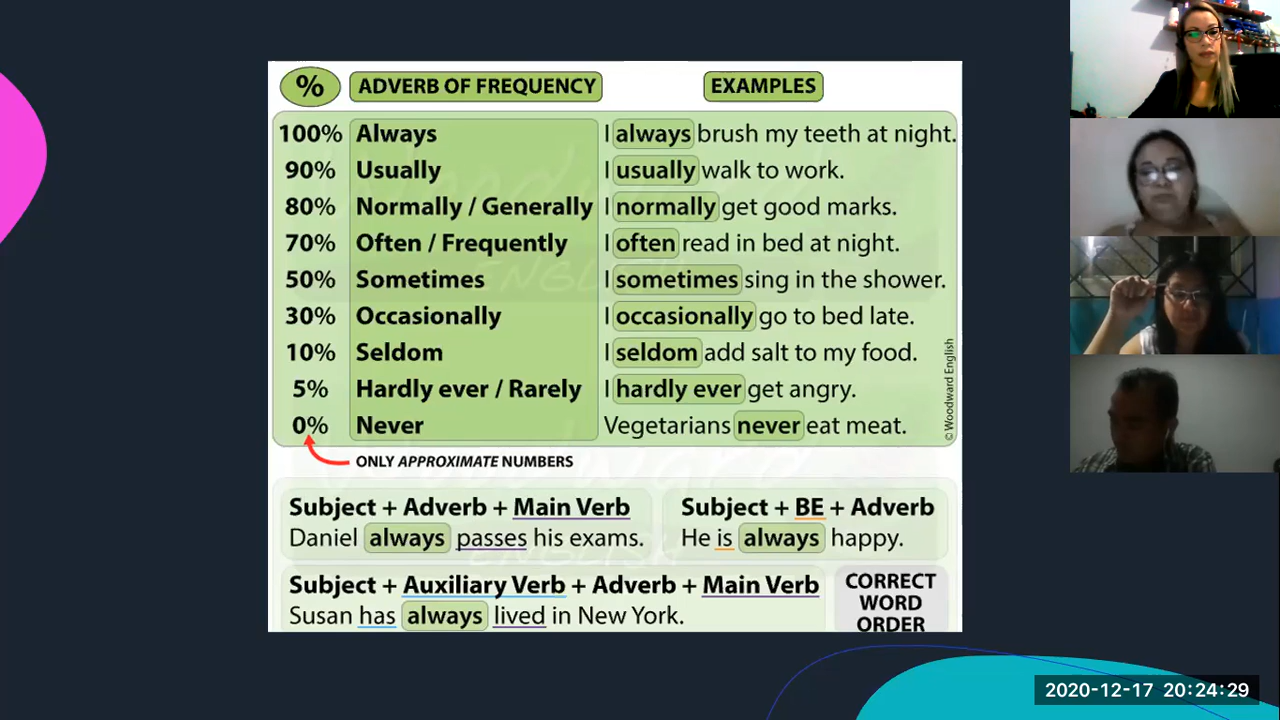 % ADVERB OF FREQUENCY EXAMPLES
100% Always I always brush my teeth at night.
90% Usually I usually walk to work.
80% Normally / Generally I normally get good marks.
70% Often / Frequently I often read in bed at night.
50% Sometimes I sometimes sing in the shower.
30% Occasionally I occasionally go to bed late.
10% Seldom I seldom add salt to my food.
5% Hardly ever / Rarely I hardly ever get angry.
0% Never Vegetarians never eat meat.
© Woodward English
ONLY APPROXIMATE NUMBERS
Subject + Adverb + Main Verb
Daniel always passes his exams.
Subject + BE + Adverb
He is always happy.
Subject + Auxiliary Verb + Adverb + Main Verb
Susan has always lived in New York.
CORRECT
WORD
ORDER
2020-12-17 20:24:29